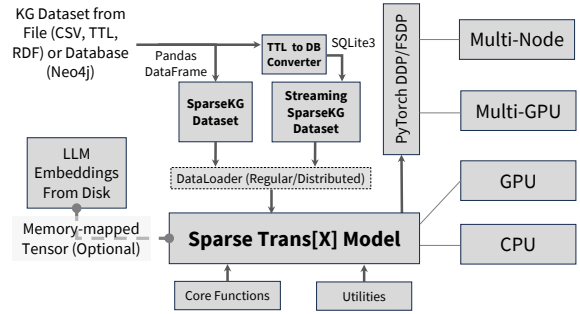 KG Dataset from
File (CSV, TTL,
RDF) or Database
(Neo4j)
Pandas
DataFrame
TTL to DB
Converter
SQLite3
SparseKG
Dataset
Streaming
SparseKG
Dataset
PyTorch DDP/FSDP
Multi-Node
Multi-GPU
LLM
Embeddings
From Disk
DataLoader (Regular/Distributed)
GPU
Memory-mapped
Tensor (Optional)
Sparse Trans[X] Model
CPU
Core Functions
Utilities